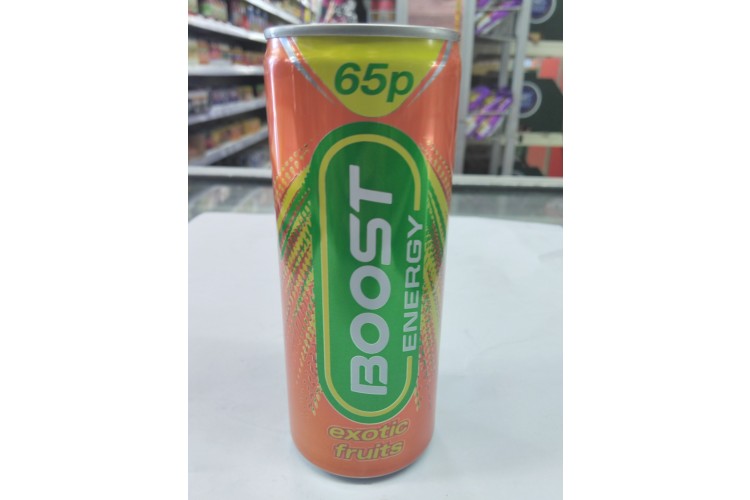 65p
BOOST
ENERGY
exotic
fruits